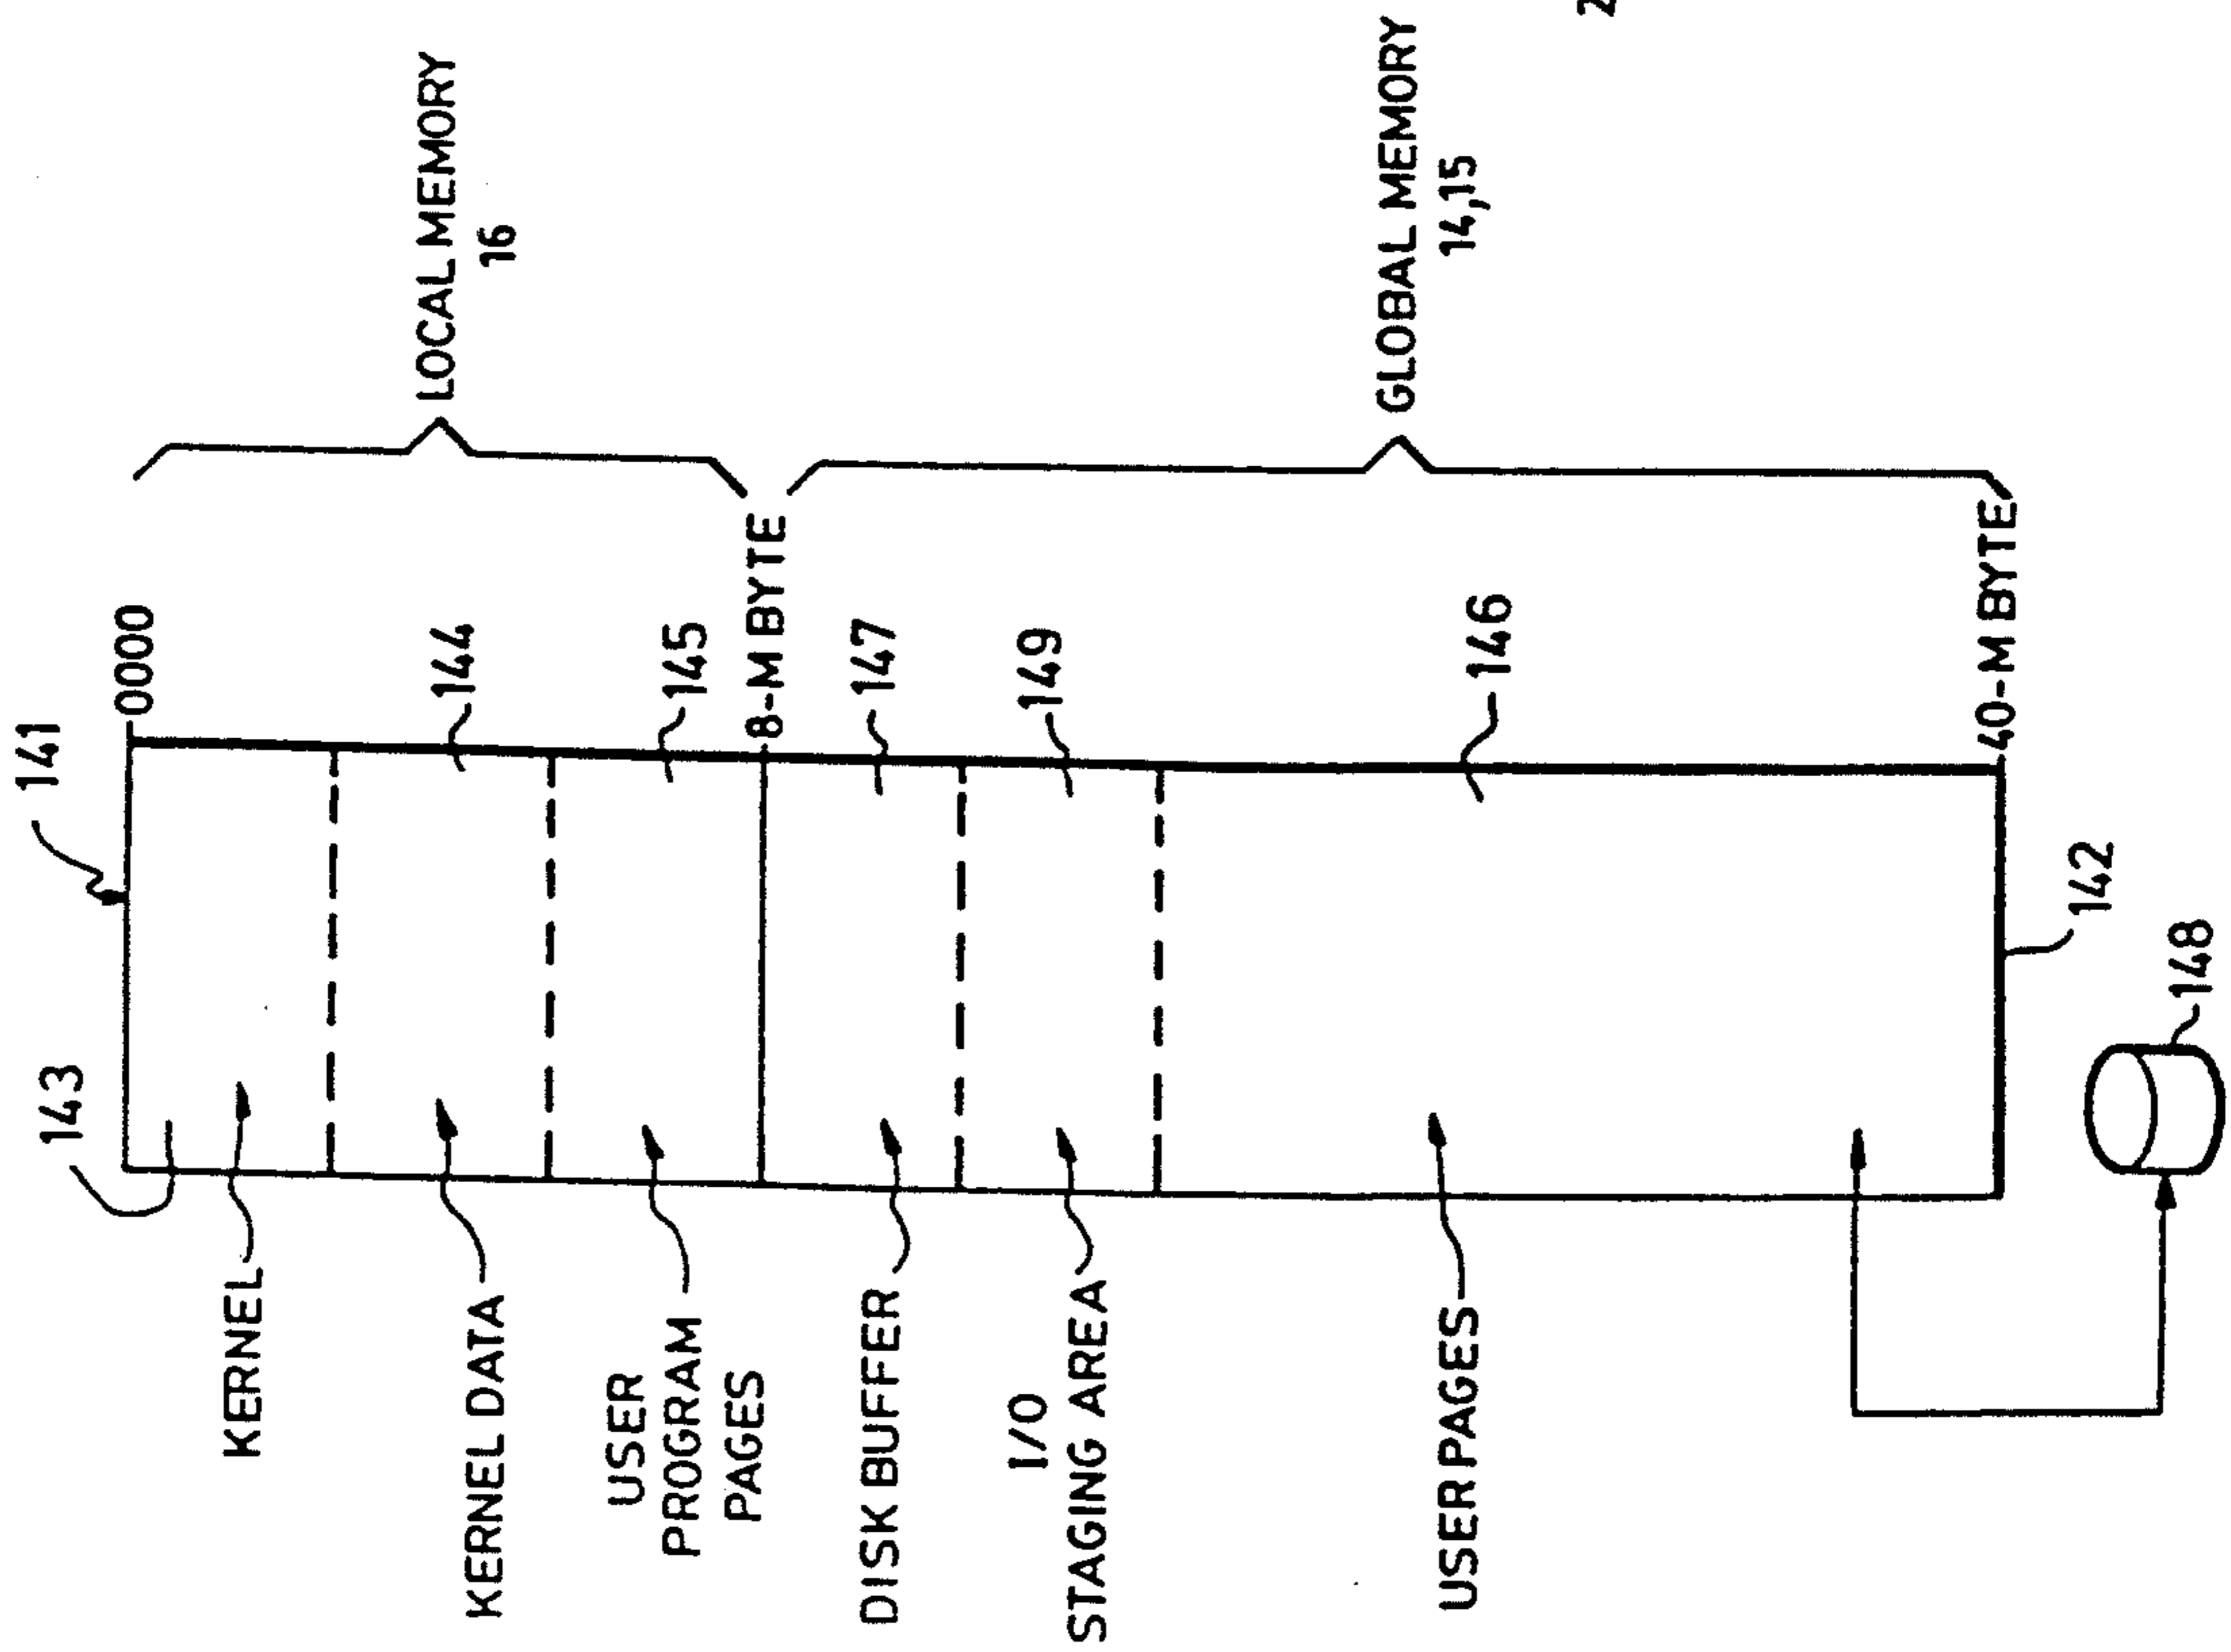 141
0000
143
KERNEL
LOCAL MEMORY
16
KERNEL DATA
144
USER
PROGRAM
PAGES
145
8-M BYTE
DISK BUFFER
147
I/O
STAGING AREA
149
GLOBAL MEMORY
14,15
USER PAGES
146
40-M BYTE
142
148
2